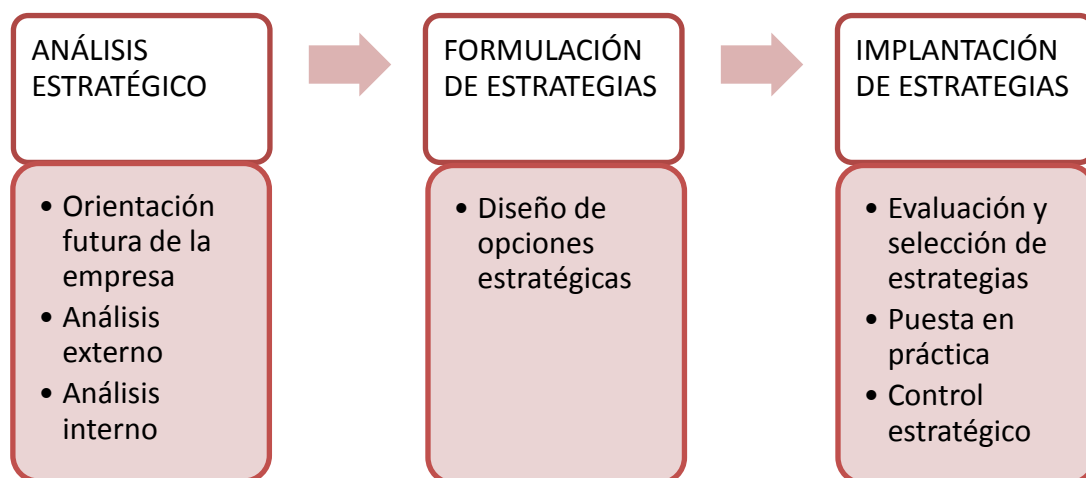 ANÁLISIS
ESTRATÉGICO
• Orientación
futura de la
empresa
• Análisis
externo
• Análisis
interno
FORMULACIÓN
DE ESTRATEGIAS
• Diseño de
opciones
estratégicas
IMPLANTACIÓN
DE ESTRATEGIAS
• Evaluación y
selección de
estrategias
• Puesta en
práctica
• Control
estratégico